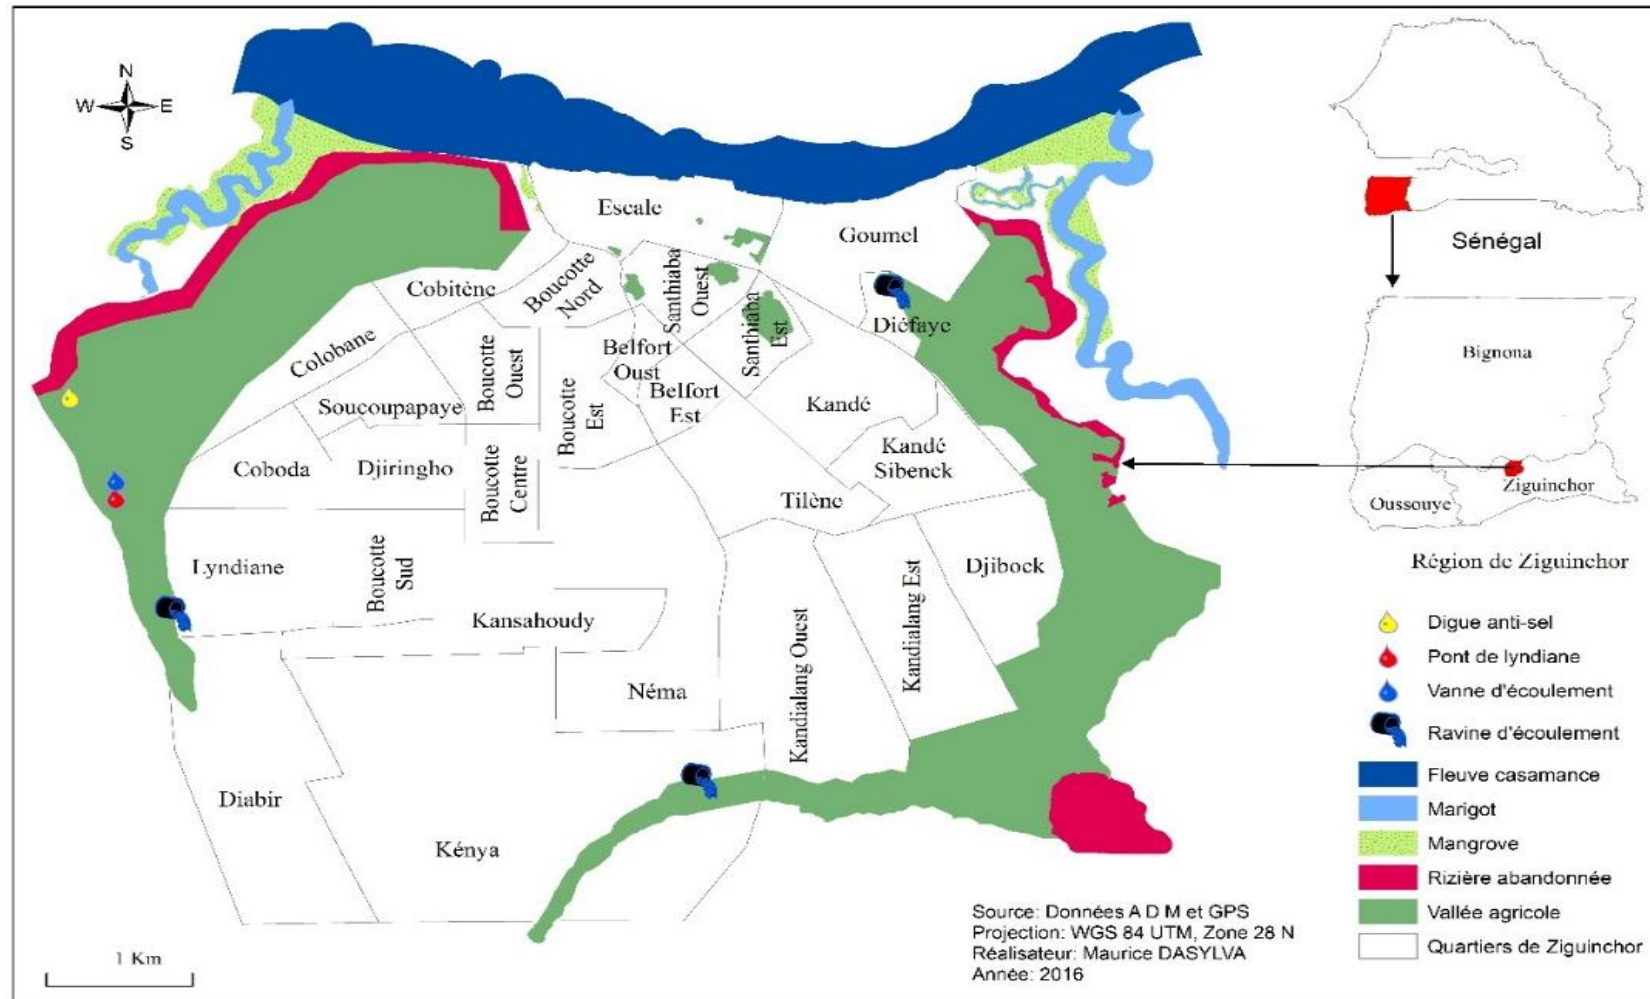 N
W
E
S
Escale
Goumel
Sénégal
Cobitène
Boucotte
Nord
Santhiaba
Ouest
Santhiaba
Est
Diéfaye
Colobane
Boucotte
Ouest
Belfort
Oust
Belfort
Est
Bignona
Soucoupapaye
Boucotte
Est
Kandé
Coboda
Djiringho
Boucotte
Centre
Kandé
Sibenck
Tilène
Oussouye
Ziguinchor
Lyndiane
Boucotte
Sud
Djibock
Kandialang Est
Kandialang Ouest
Kansahoudy
Néma
Diabir
Kénya
Région de Ziguinchor
Digue anti-sel
Pont de lyndiane
Vanne d'écoulement
Ravine d'écoulement
Fleuve casamance
Marigot
Mangrove
Rizière abandonnée
Vallée agricole
Quartiers de Ziguinchor
Source: Données A D M et GPS
Projection: WGS 84 UTM, Zone 28 N
Réalisateur: Maurice DASYLVA
Année: 2016
1 Km